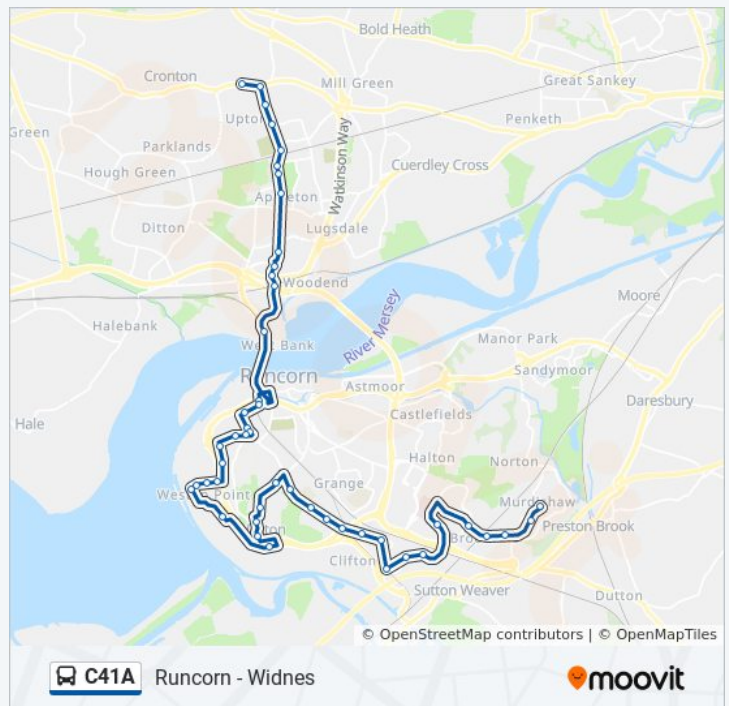 Bold Heath
Cronton
Mill Green
Great Sankey
Upton
Penketh
Green
Parklands
Watkinson Way
Cuerdley Cross
Hough Green
Appleton
Ditton
Lugsdale
Woodend
Moore
Halebank
River Mersey
West Bank
Manor Park
Runcorn
Sandymoor
Astmoor
Daresbury
Castlefields
Hale
Halton
Norton
Grange
Weston Point
Murdishaw
Preston Brook
Clifton
Sutton Weaver
Dutton
© OpenStreetMap contributors | © OpenMapTiles
C41A Runcorn - Widnes
moovit